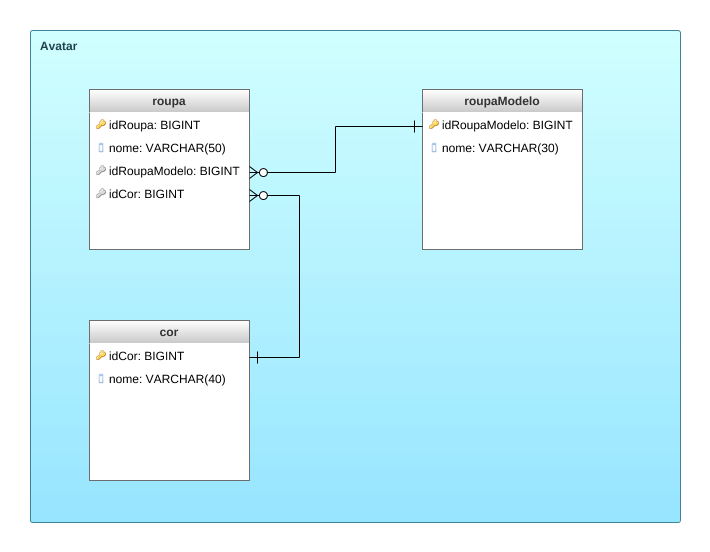 Avatar
roupa
idRoupa: BIGINT
nome: VARCHAR(50)
idRoupaModelo: BIGINT
idCor: BIGINT
roupaModelo
idRoupaModelo: BIGINT
nome: VARCHAR(30)
cor
idCor: BIGINT
nome: VARCHAR(40)